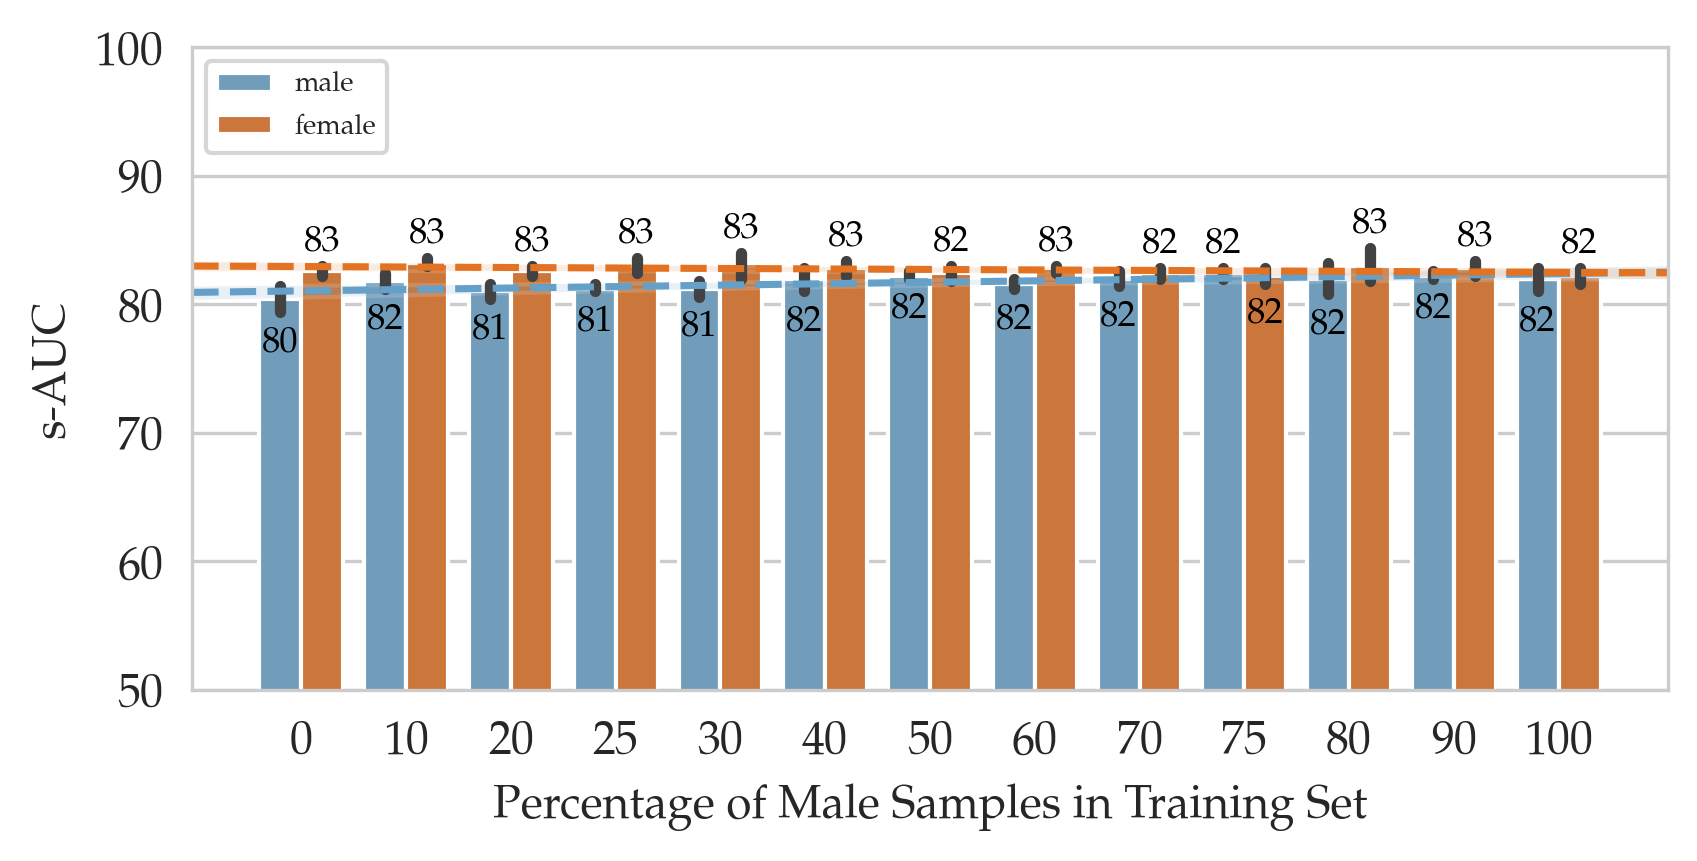 100
90
80
70
60
50
s-AUC
male
female
83 83 83 83 83 83 82 83 82 82 83 83 82
80 82 81 81 81 82 82 82 82 82 82 82 82
0 10 20 25 30 40 50 60 70 75 80 90 100
Percentage of Male Samples in Training Set